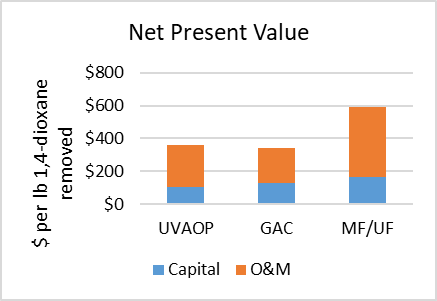 Net Present Value
$ per lb 1,4-dioxane
removed
$800
$600
$400
$200
$0
UVAOP GAC MF/UF
Capital O&M